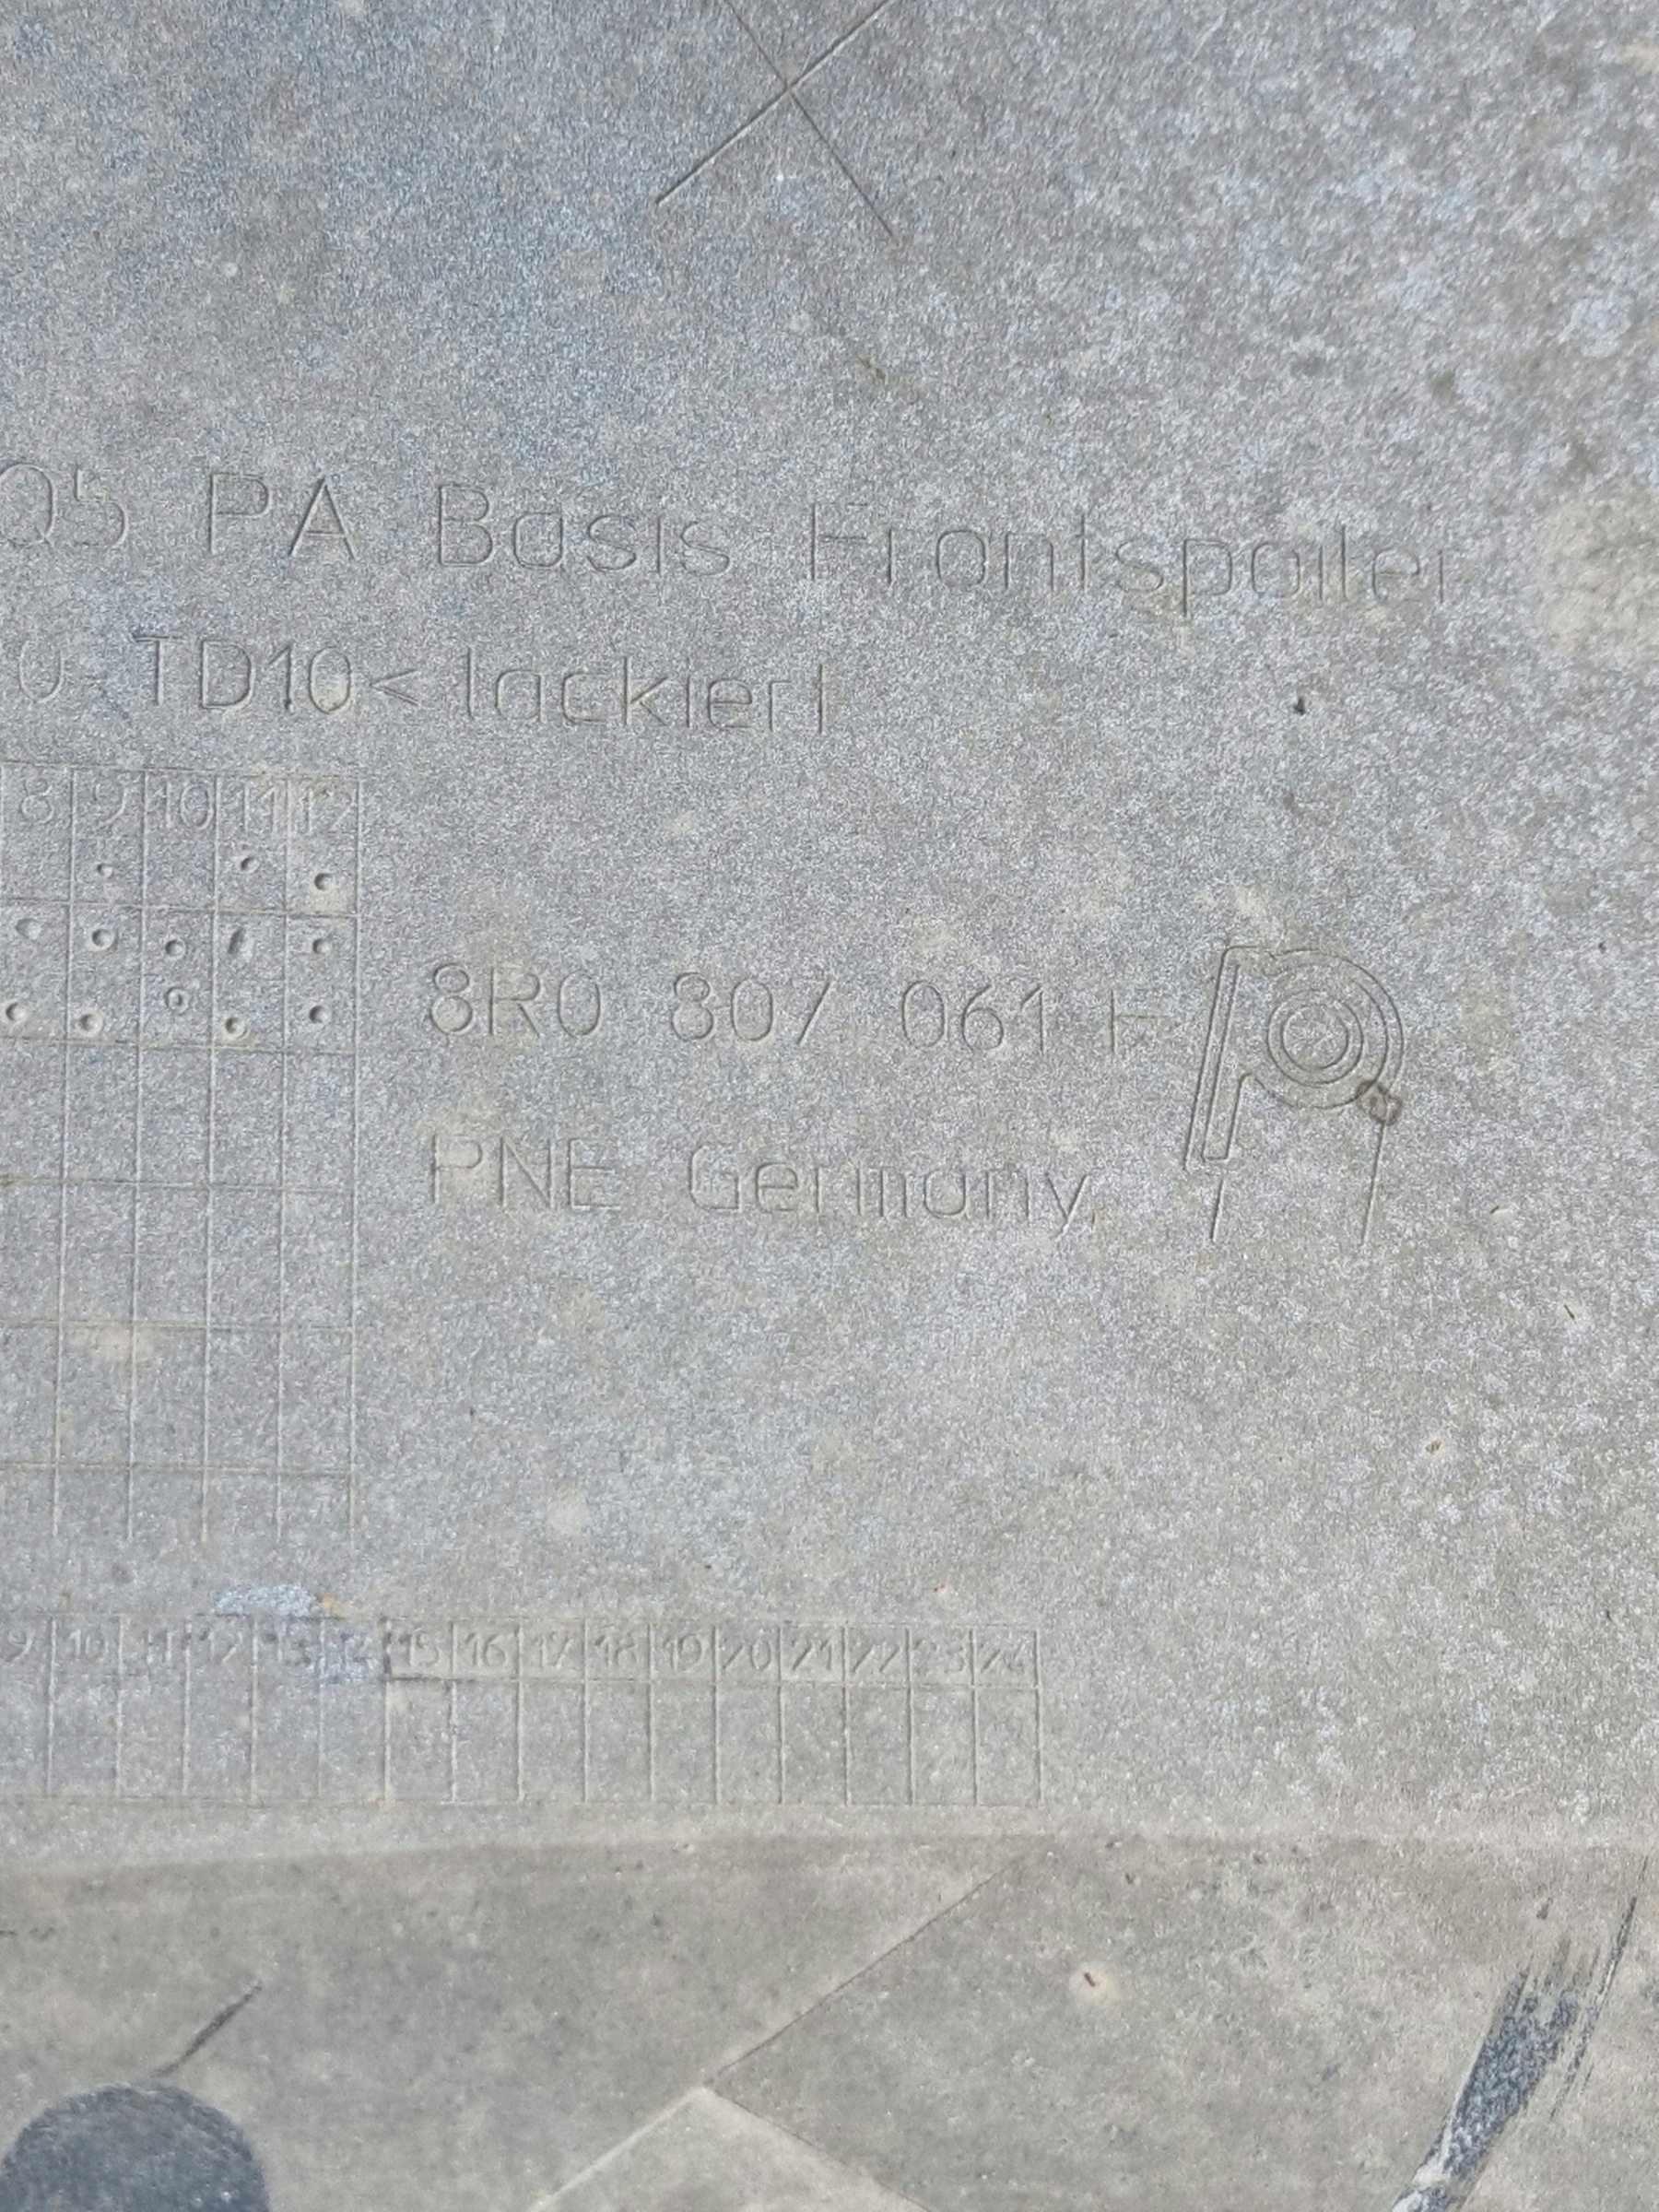 Q5 PA Basis Frontspoiler
0-TD10< lackiert
8 9 10 11 12
8R0 807 061
PNE Germany
9 10 11 12 13 14 15 16 17 18 19 20 21 22 23 24